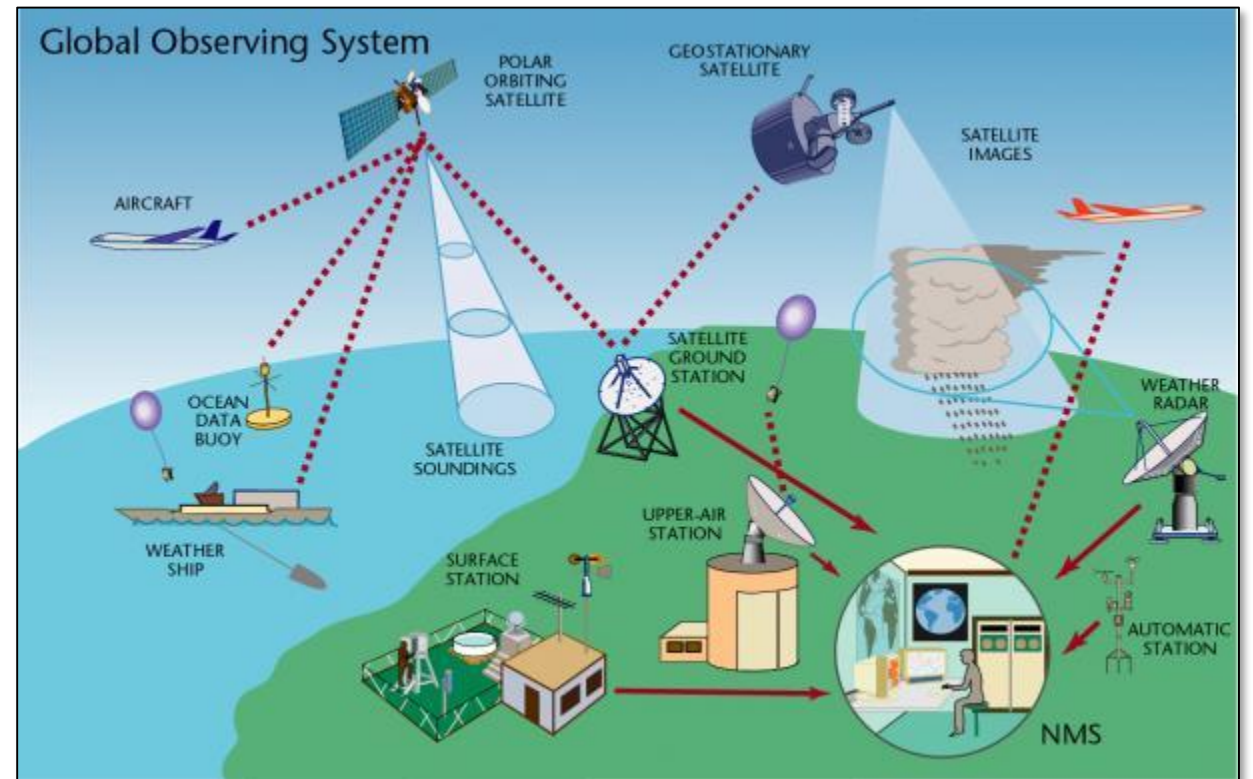 Global Observing System
POLAR
ORBITING
SATELLITE
GEOSTATIONARY
SATELLITE
SATELLITE
IMAGES
AIRCRAFT
OCEAN
DATA
BUOY
SATELLITE
SOUNDINGS
SATELLITE
GROUND
STATION
WEATHER
RADAR
WEATHER
SHIP
SURFACE
STATION
UPPER-AIR
STATION
AUTOMATIC
STATION
NMS